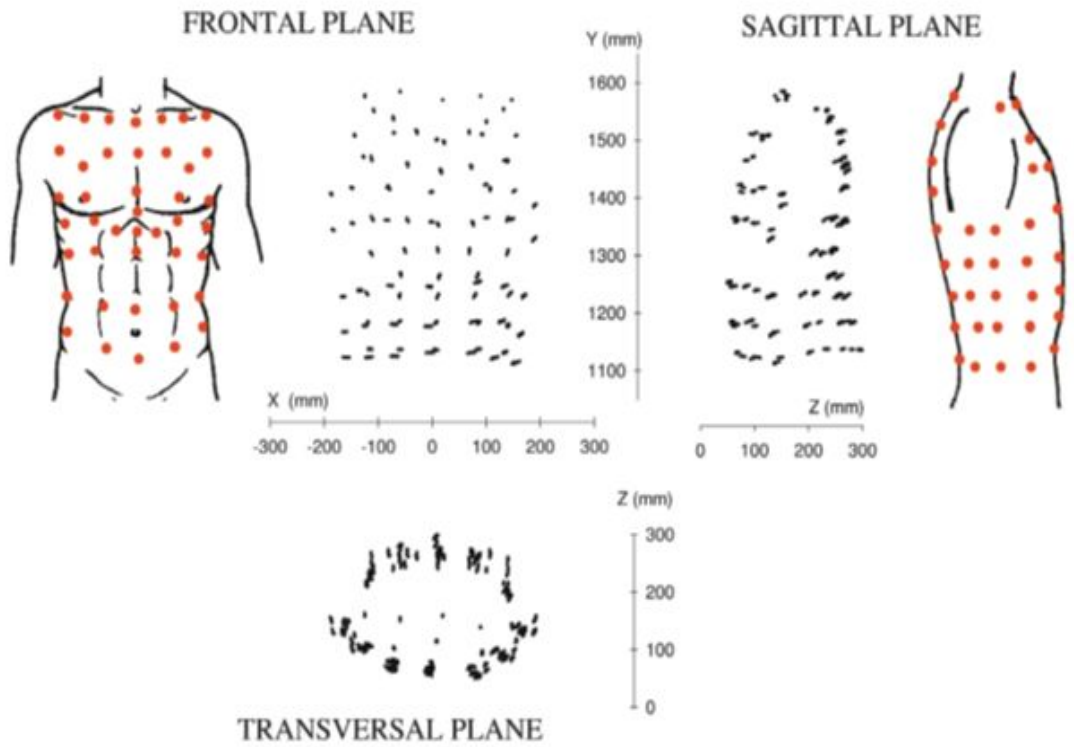 FRONTAL PLANE
SAGITTAL PLANE
Y (mm)
1600
1500
1400
1300
1200
1100
X (mm)
-300 -200 -100 0 100 200 300
Z (mm)
0 100 200 300
Z (mm)
300
200
100
0
TRANSVERSAL PLANE